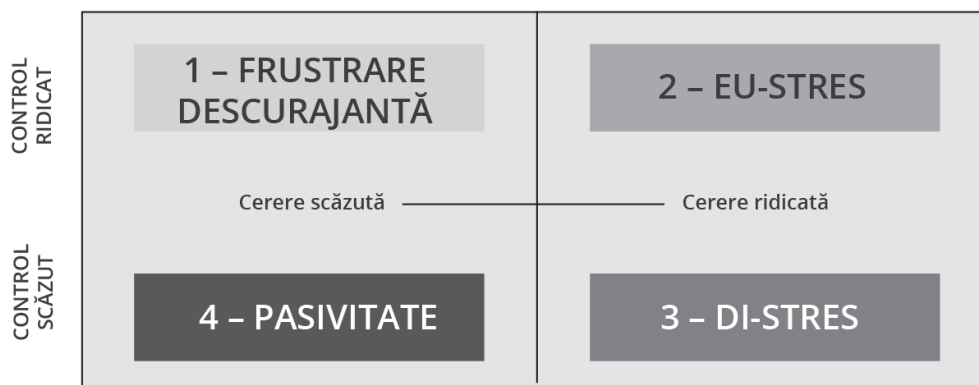 CONTROL
RIDICAT
1 – FRUSTRARE
DESCURAJANTĂ
2 – EU-STRES
Cerere scăzută
Cerere ridicată
CONTROL
SCĂZUT
4 – PASIVITATE
3 – DI-STRES